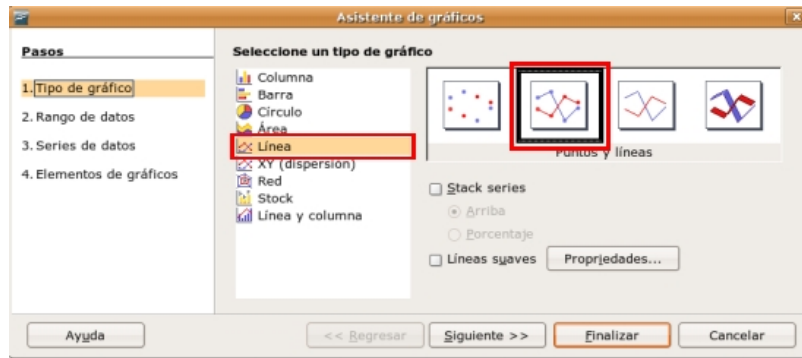 Asistente de gráficos
Pasos
1. Tipo de gráfico
2. Rango de datos
3. Series de datos
4. Elementos de gráficos
Seleccione un tipo de gráfico
Columna
Barra
Círculo
Área
Línea
XY (dispersión)
Red
Stock
Línea y columna
Puntos y líneas
Stack series
Arriba
Porcentaje
Líneas suaves
Propriedades...
Ayuda
<< Regresar
Siguiente >>
Finalizar
Cancelar